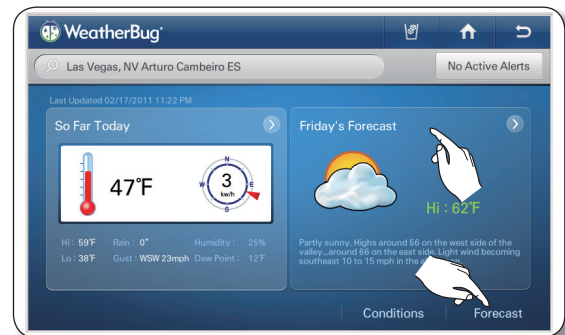 WeatherBug
Las Vegas, NV Arturo Cambeiro ES
No Active Alerts
Last Updated 02/17/2011 11:22 PM
So Far Today
47°F
N
W
E
S
3
kw/h
Hi : 59°F Rain : 0" Humidity : 25%
Lo : 38°F Gust : WSW 23mph Dew Point : 12°F
Friday's Forecast
Hi : 62°F
Partly sunny. Highs around 56 on the west side of the
valley...around 66 on the east side. Light wind becoming
southeast 10 to 15 mph in the
Conditions
Forecast